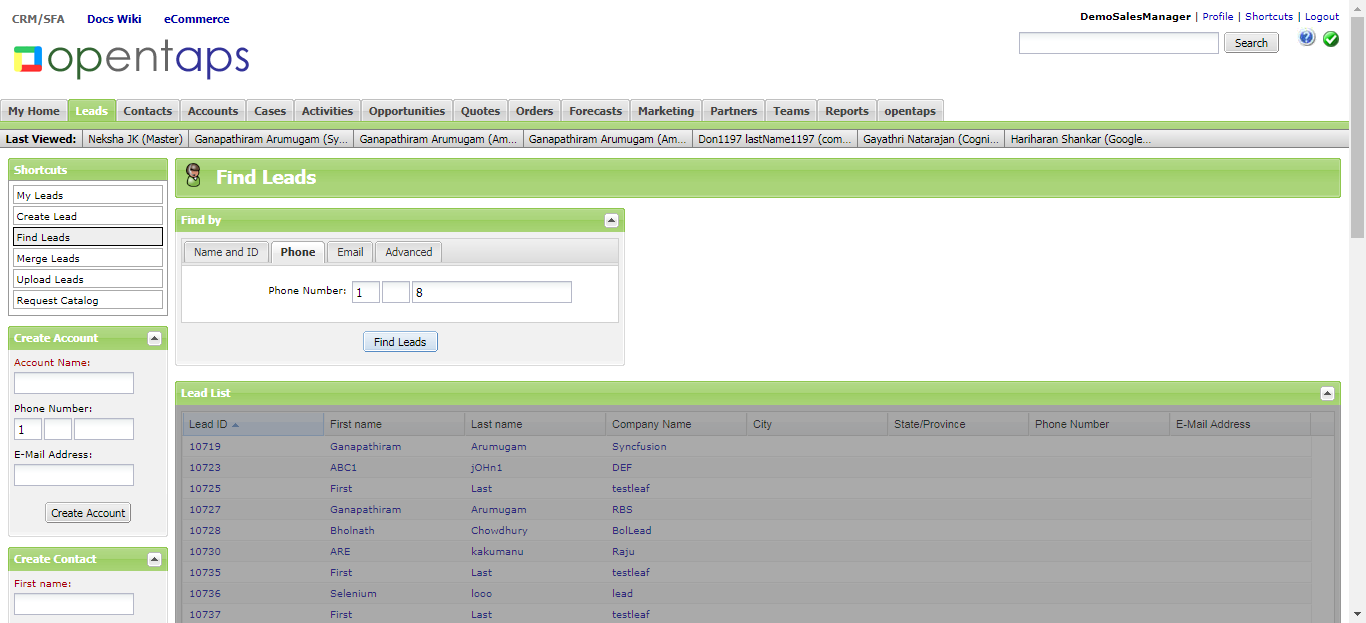 CRM/SFA Docs Wiki eCommerce
DemoSalesManager | Profile | Shortcuts | Logout
opentaps
Search
My Home Leads Contacts Accounts Cases Activities Opportunities Quotes Orders Forecasts Marketing Partners Teams Reports opentaps
Last Viewed: Neksha JK (Master) Ganapathiram Arumugam (Sy... Ganapathiram Arumugam (Am... Ganapathiram Arumugam (Am... Don1197 lastName1197 (com... Gayathri Natarajan (Cogni... Hariharan Shankar (Google...
Shortcuts
My Leads
Create Lead
Find Leads
Merge Leads
Upload Leads
Request Catalog
Create Account
Account Name:
Phone Number:
1
E-Mail Address:
Create Account
Create Contact
First name:
Find Leads
Find by
Name and ID Phone Email Advanced
Phone Number: 1 8
Find Leads
Lead List
Lead ID First name Last name Company Name City State/Province Phone Number E-Mail Address
10719 Ganapathiram Arumugam Syncfusion
10723 ABC1 jOHn1 DEF
10725 First Last testleaf
10727 Ganapathiram Arumugam RBS
10728 Bholnath Chowdhury BolLead
10730 ARE kakumanu Raju
10735 First Last testleaf
10736 Selenium looo lead
10737 First Last testleaf